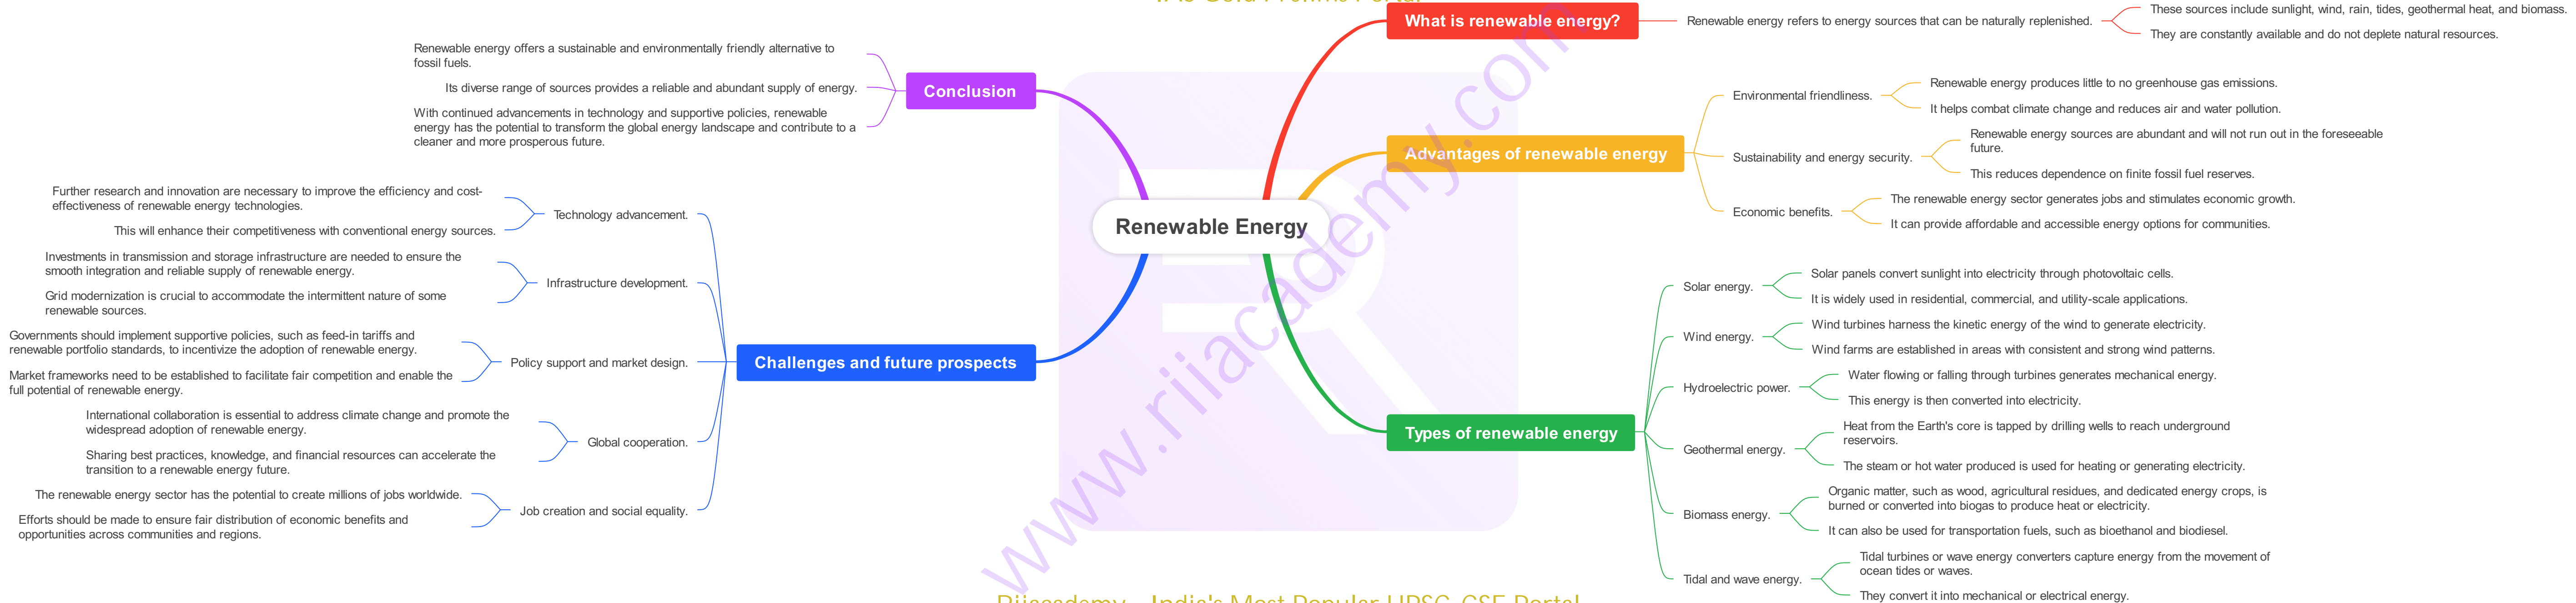 Renewable Energy
What is renewable energy?
Renewable energy refers to energy sources that can be naturally replenished.
These sources include sunlight, wind, rain, tides, geothermal heat, and biomass.
They are constantly available and do not deplete natural resources.
Advantages of renewable energy
Environmental friendliness.
Renewable energy produces little to no greenhouse gas emissions.
It helps combat climate change and reduces air and water pollution.
Sustainability and energy security.
Renewable energy sources are abundant and will not run out in the foreseeable
future.
This reduces dependence on finite fossil fuel reserves.
Economic benefits.
The renewable energy sector generates jobs and stimulates economic growth.
It can provide affordable and accessible energy options for communities.
Types of renewable energy
Solar energy.
Solar panels convert sunlight into electricity through photovoltaic cells.
It is widely used in residential, commercial, and utility-scale applications.
Wind energy.
Wind turbines harness the kinetic energy of the wind to generate electricity.
Wind farms are established in areas with consistent and strong wind patterns.
Hydroelectric power.
Water flowing or falling through turbines generates mechanical energy.
This energy is then converted into electricity.
Geothermal energy.
Heat from the Earth's core is tapped by drilling wells to reach underground
reservoirs.
The steam or hot water produced is used for heating or generating electricity.
Biomass energy.
Organic matter, such as wood, agricultural residues, and dedicated energy crops, is
burned or converted into biogas to produce heat or electricity.
It can also be used for transportation fuels, such as bioethanol and biodiesel.
Tidal and wave energy.
Tidal turbines or wave energy converters capture energy from the movement of
ocean tides or waves.
They convert it into mechanical or electrical energy.
Challenges and future prospects
Technology advancement.
Further research and innovation are necessary to improve the efficiency and cost-
effectiveness of renewable energy technologies.
This will enhance their competitiveness with conventional energy sources.
Infrastructure development.
Investments in transmission and storage infrastructure are needed to ensure the
smooth integration and reliable supply of renewable energy.
Grid modernization is crucial to accommodate the intermittent nature of some
renewable sources.
Policy support and market design.
Governments should implement supportive policies, such as feed-in tariffs and
renewable portfolio standards, to incentivize the adoption of renewable energy.
Market frameworks need to be established to facilitate fair competition and enable the
full potential of renewable energy.
Global cooperation.
International collaboration is essential to address climate change and promote the
widespread adoption of renewable energy.
Sharing best practices, knowledge, and financial resources can accelerate the
transition to a renewable energy future.
Job creation and social equality.
The renewable energy sector has the potential to create millions of jobs worldwide.
Efforts should be made to ensure fair distribution of economic benefits and
opportunities across communities and regions.
Conclusion
Renewable energy offers a sustainable and environmentally friendly alternative to
fossil fuels.
Its diverse range of sources provides a reliable and abundant supply of energy.
With continued advancements in technology and supportive policies, renewable
energy has the potential to transform the global energy landscape and contribute to a
cleaner and more prosperous future.
www.riiacademy.com
India's Most Popular UPSC-CSE Portal